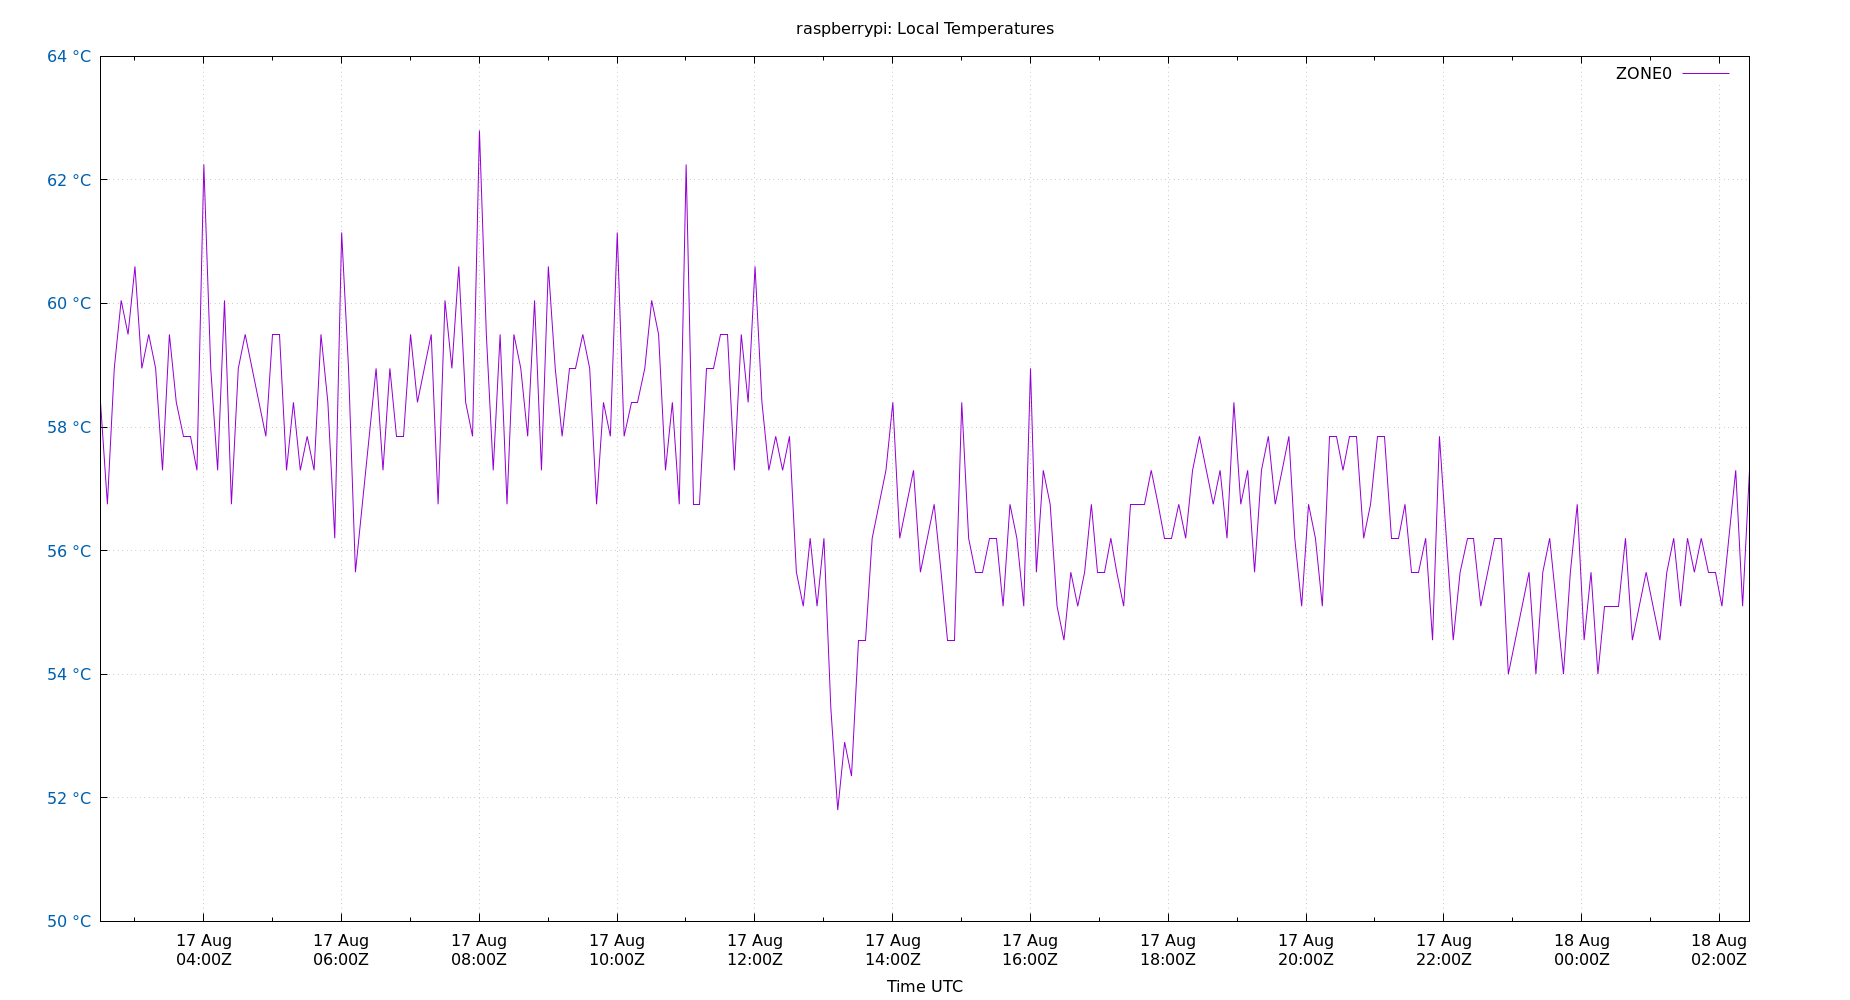 raspberrypi: Local Temperatures
ZONE0
64 °C
62 °C
60 °C
58 °C
56 °C
54 °C
52 °C
50 °C
17 Aug 17 Aug 17 Aug 17 Aug 17 Aug 17 Aug 17 Aug 17 Aug 17 Aug 17 Aug 18 Aug 18 Aug
04:00Z 06:00Z 08:00Z 10:00Z 12:00Z 14:00Z 16:00Z 18:00Z 20:00Z 22:00Z 00:00Z 02:00Z
Time UTC